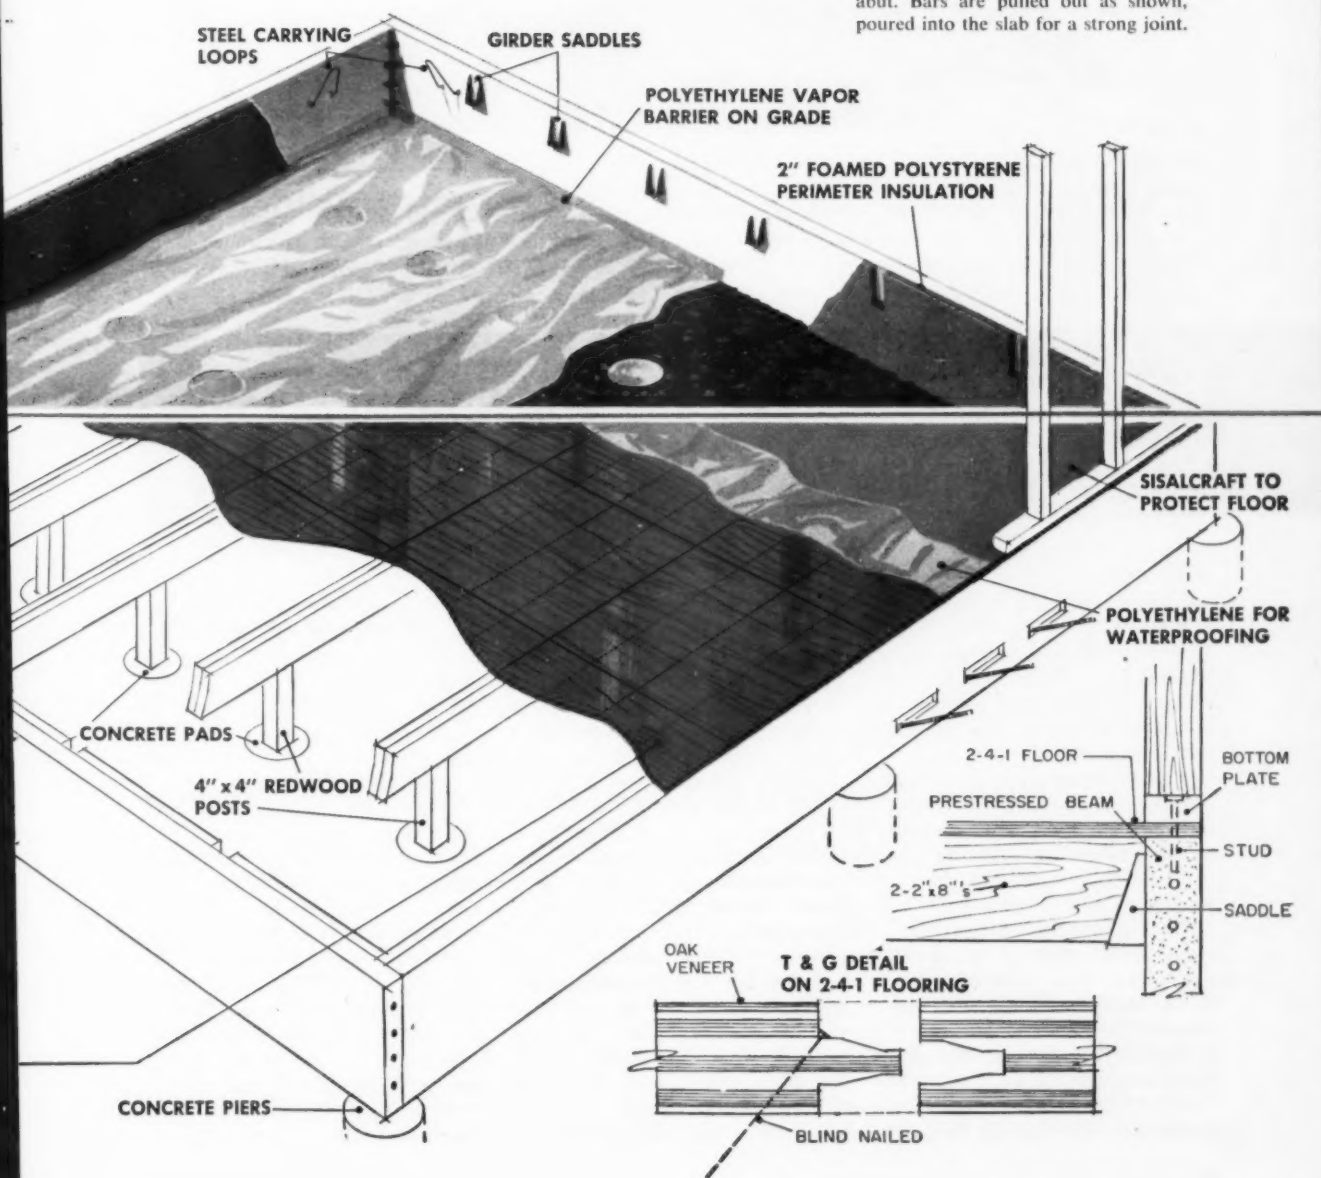 abut. Bars are pulled out as shown,
poured into the slab for a strong joint.
STEEL CARRYING
LOOPS
GIRDER SADDLES
POLYETHYLENE VAPOR
BARRIER ON GRADE
2" FOAMED POLYSTYRENE
PERIMETER INSULATION
SISALCRAFT TO
PROTECT FLOOR
POLYETHYLENE FOR
WATERPROOFING
CONCRETE PADS
4" x 4" REDWOOD
POSTS
2-4-1 FLOOR
BOTTOM
PLATE
PRESTRESSED BEAM
STUD
2-2"x8"'s
SADDLE
OAK
VENEER
T & G DETAIL
ON 2-4-1 FLOORING
CONCRETE PIERS
BLIND NAILED